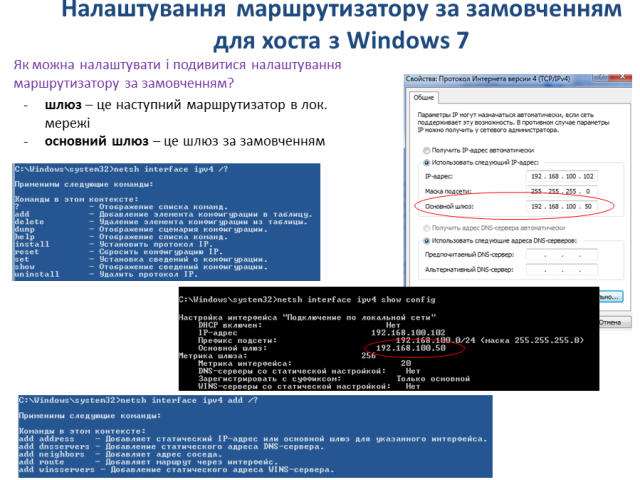 Налаштування маршрутизатору за замовченням
для хоста з Windows 7
Як можна налаштувати і подивитися налаштування
маршрутизатору за замовченням?
- шлюз – це наступний маршрутизатор в лок.
мережі
- основний шлюз – це шлюз за замовченням
Свойства: Протокол Интернета версии 4 (TCP/IPv4)
Общие
Параметры IP могут назначаться автоматически, если сеть
поддерживает эту возможность. В противном случае параметры
IP можно получить у сетевого администратора.
Получить IP-адрес автоматически
Использовать следующий IP-адрес:
IP-адрес: 192 . 168 . 100 . 102
Маска подсети: 255 . 255 . 255 . 0
Основной шлюз: 192 . 168 . 100 . 50
Получить адрес DNS-сервера автоматически
Использовать следующие адреса DNS-серверов:
Предпочитаемый DNS-сервер: . . .
Альтернативный DNS-сервер: . . .
ьно...
Отмена
C:\Windows\system32>netsh interface ipv4 /?
Применимы следующие команды:
Команды в этом контексте:
? - Отображение списка команд.
add - Добавление элемента конфигурации в таблицу.
delete - Удаление элемента конфигурации из таблицы.
dump - Отображение сценария конфигурации.
help - Отображение списка команд.
install - Установить протокол IP.
reset - Сбросить конфигурацию IP.
set - Установка сведений о конфигурации.
show - Отображение сведений конфигурации.
uninstall - Удалить протокол IP.
C:\Windows\system32>netsh interface ipv4 show config
Настройка интерфейса "Подключение по локальной сети"
DHCP включен: Нет
IP-адрес 192.168.100.102
Префикс подсети: 192.168.100.0/24 (маска 255.255.255.0)
Основной шлюз: 192.168.100.50
Метрика шлюза: 256
Метрика интерфейса: 20
DNS-серверы со статической настройкой: Нет
Зарегистрировать с суффиксом: Только основной
WINS-серверы со статической настройкой: Нет
C:\Windows\system32>netsh interface ipv4 add /?
Применимы следующие команды:
Команды в этом контексте:
add address - Добавляет статический IP-адрес или основной шлюз для указанного интерфейса.
add dnsservers - Добавление статического адреса DNS-сервера.
add neighbors - Добавляет адрес соседа.
add route - Добавляет маршрут через интерфейс.
add winsservers - Добавление статического адреса WINS-сервера.